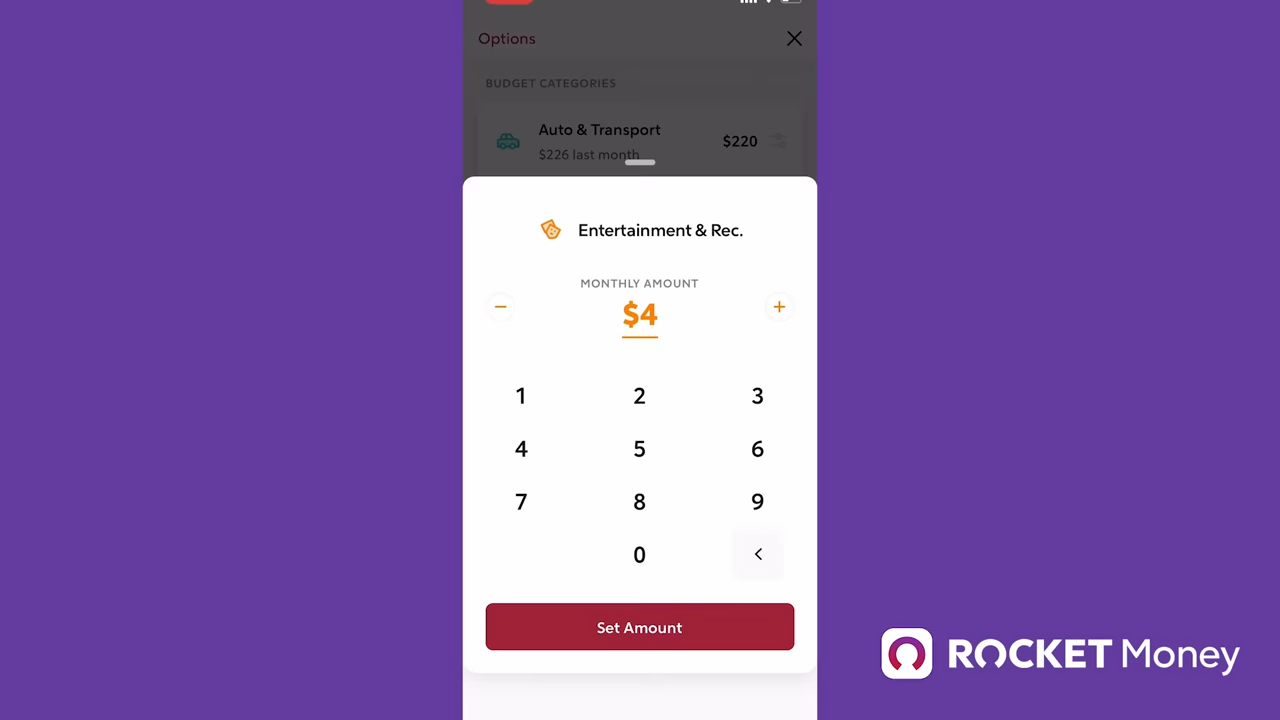 Options
BUDGET CATEGORIES
Auto & Transport
$226 last month
$220
Entertainment & Rec.
MONTHLY AMOUNT
− $4 +
1 2 3
4 5 6
7 8 9
0 <
Set Amount
ROCKET Money